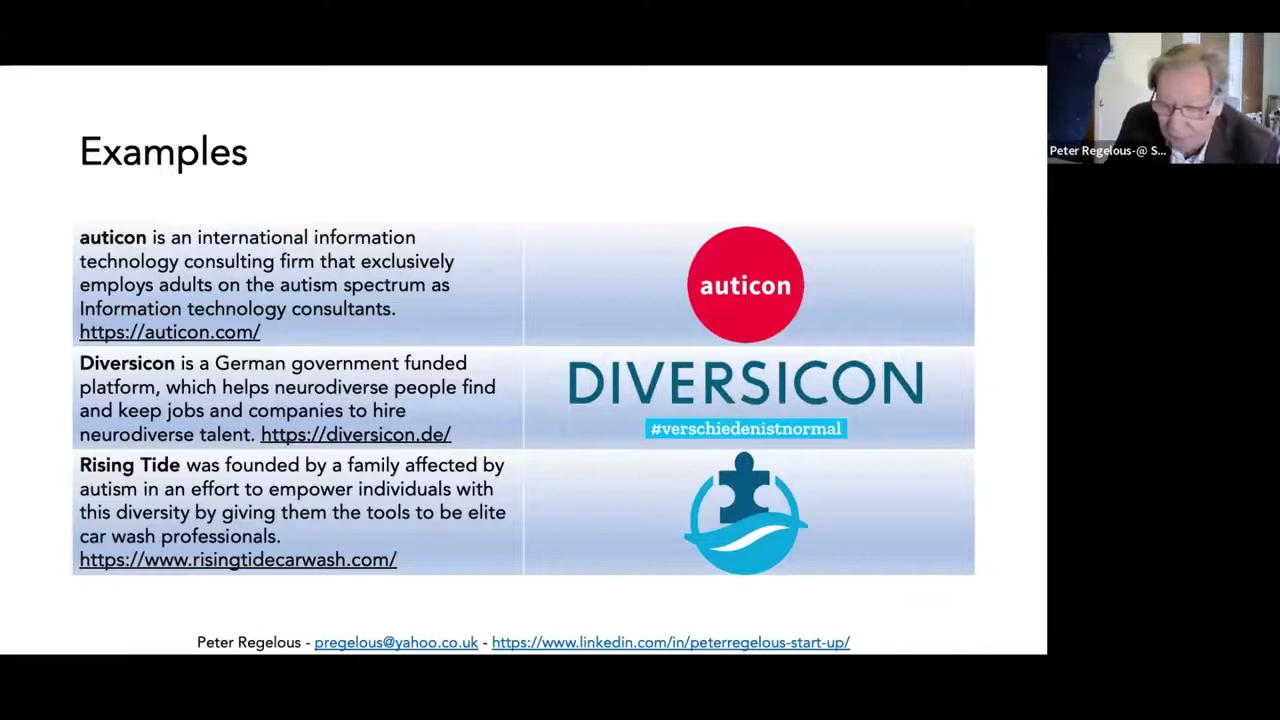 Examples
auticon is an international information
technology consulting firm that exclusively
employs adults on the autism spectrum as
Information technology consultants.
https://auticon.com/
auticon
Diversicon is a German government funded
platform, which helps neurodiverse people find
and keep jobs and companies to hire
neurodiverse talent. https://diversicon.de/
DIVERSICON
#verschiedenistnormal
Rising Tide was founded by a family affected by
autism in an effort to empower individuals with
this diversity by giving them the tools to be elite
car wash professionals.
https://www.risingtidecarwash.com/
Peter Regelous - pregelous@yahoo.co.uk - https://www.linkedin.com/in/peterregelous-start-up/
Peter Regelous-@ S...